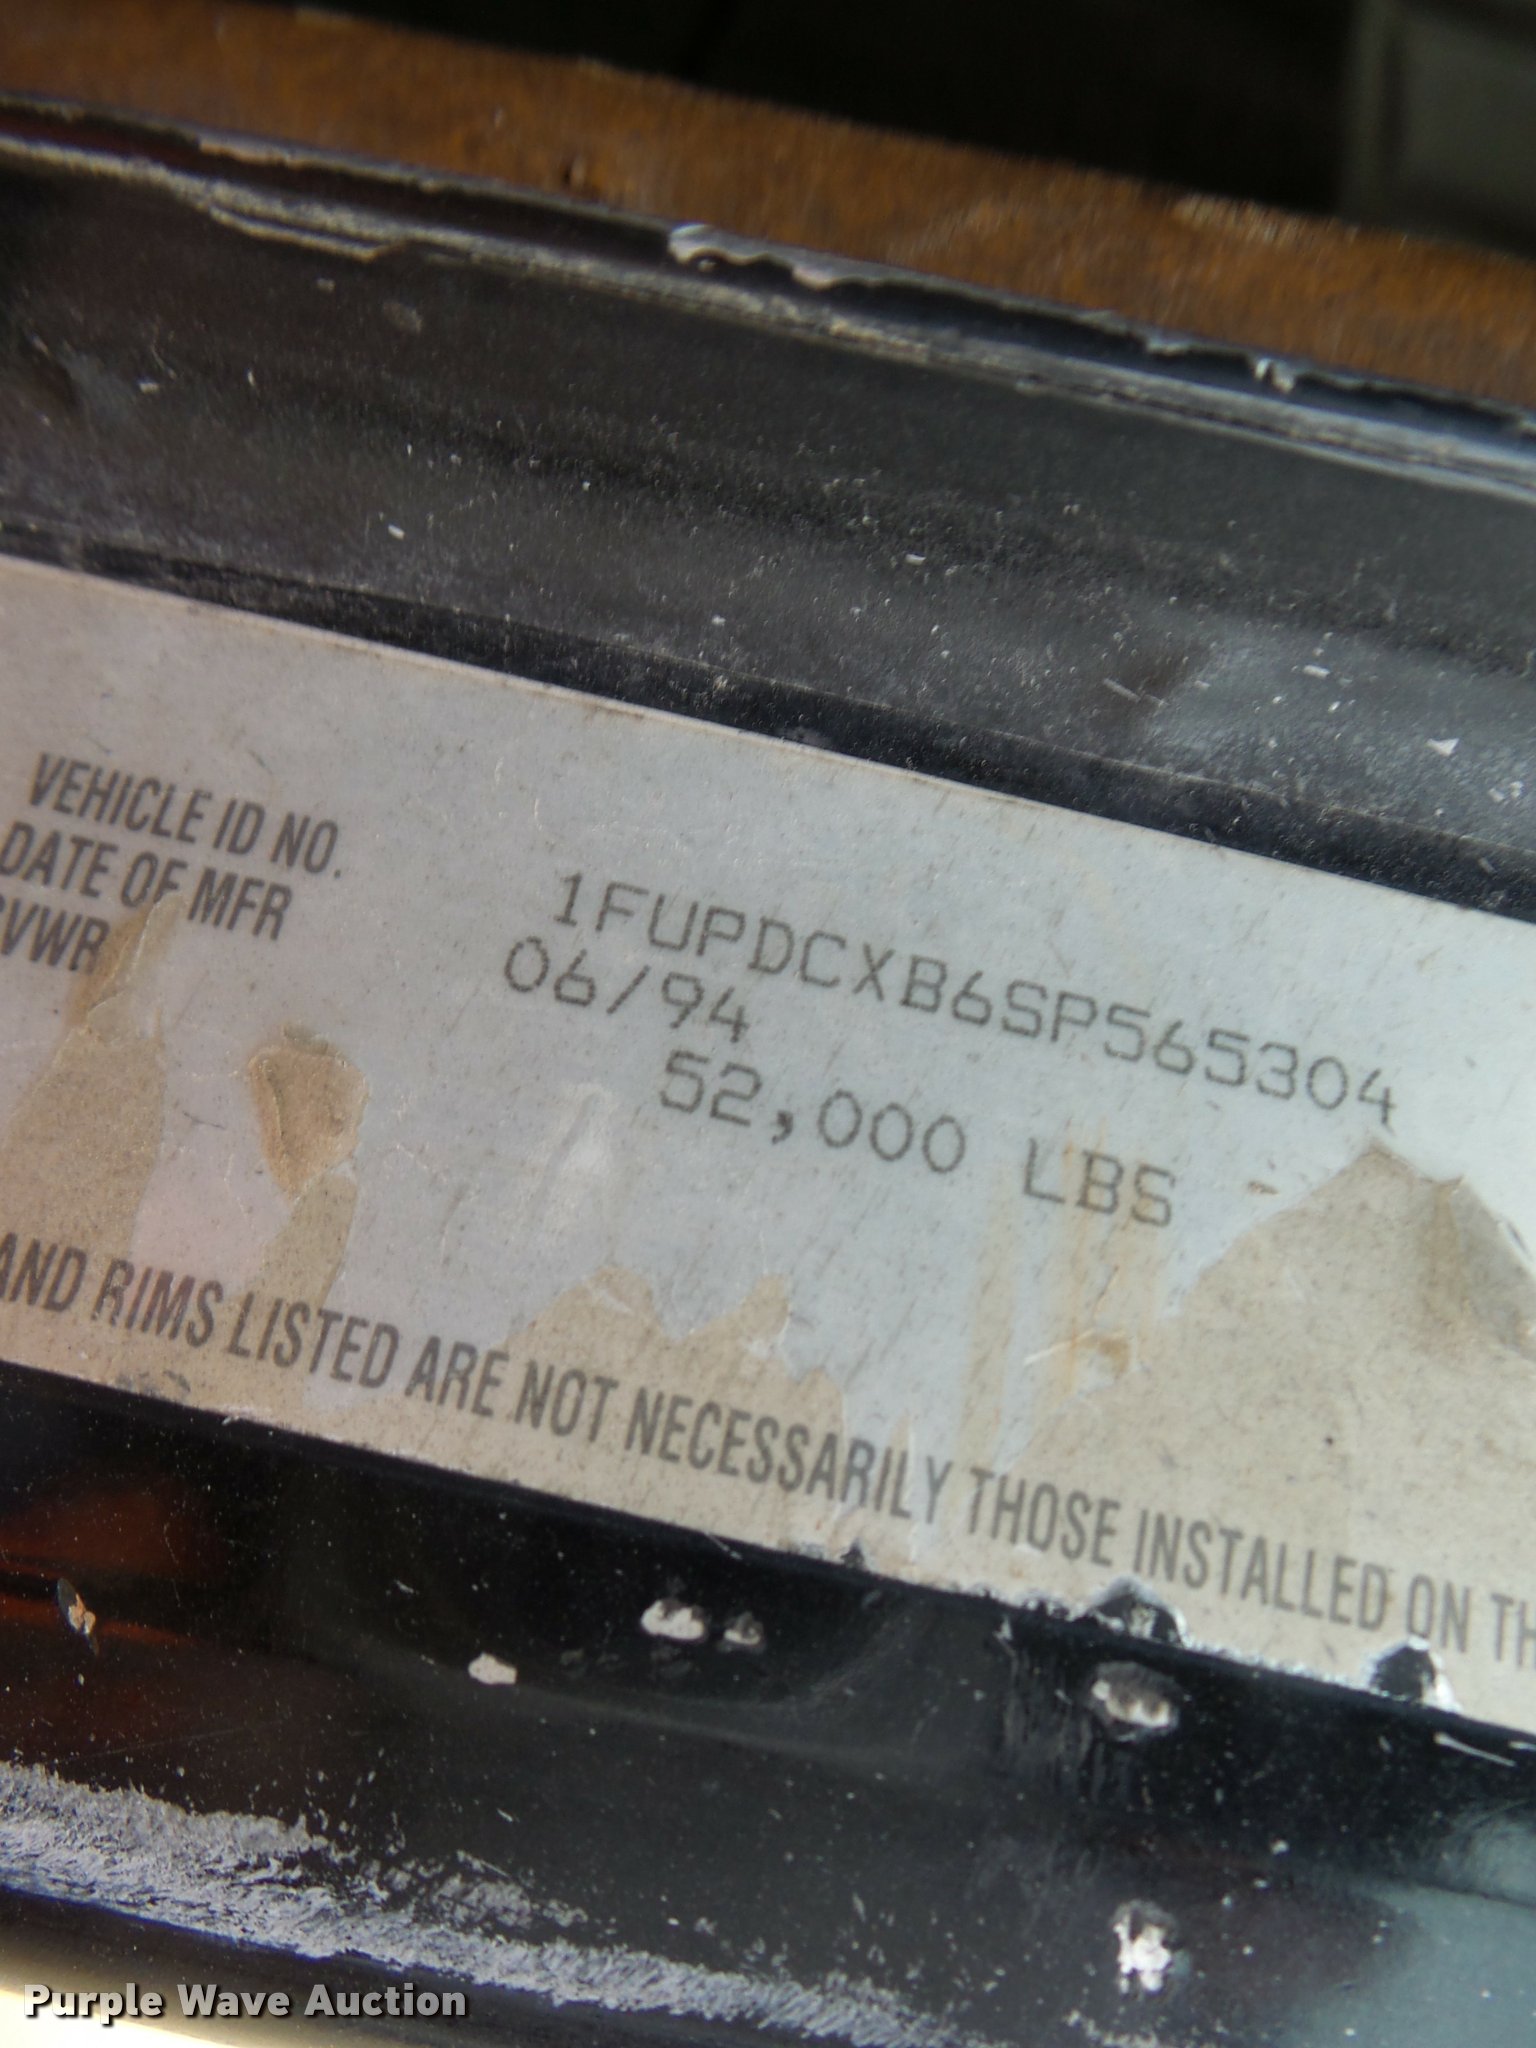 VEHICLE ID NO. 1FUPDCXB6SP565304
DATE OF MFR 06/94
GVWR 52,000 LBS
AND RIMS LISTED ARE NOT NECESSARILY THOSE INSTALLED ON TH
Purple Wave Auction